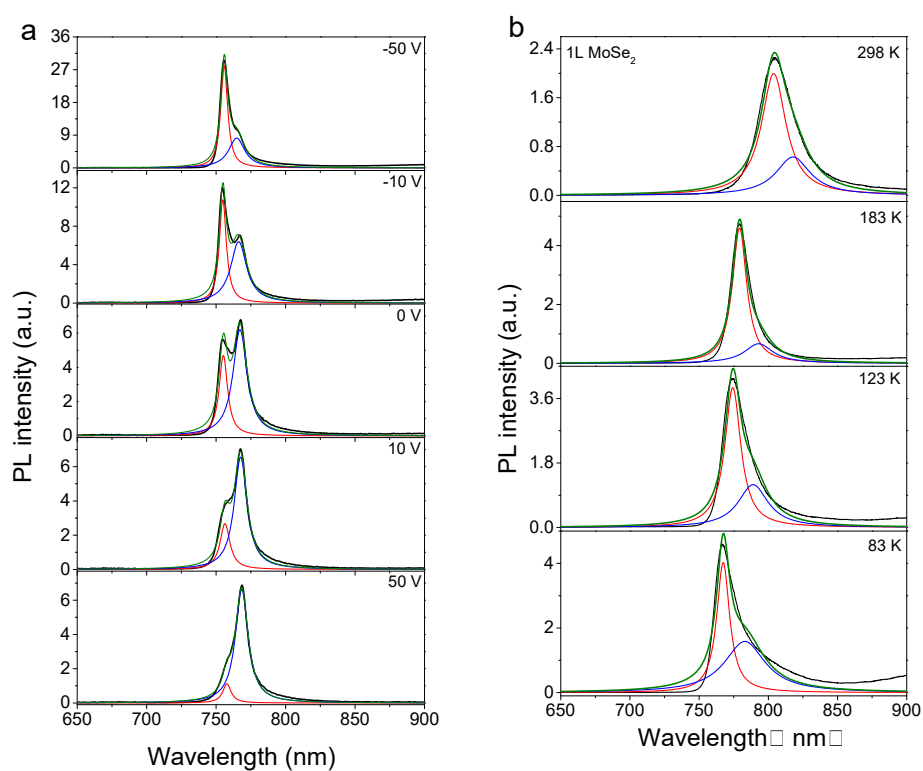 a
PL intensity (a.u.)
-50 V
36
27
18
9
0
-10 V
12
8
4
0
0 V
6
4
2
0
10 V
6
4
2
0
50 V
6
4
2
0
650 700 750 800 850 900
Wavelength (nm)
b
PL intensity (a.u.)
1L MoSe₂ 298 K
2.4
1.6
0.8
0.0
183 K
4
2
0
123 K
3.6
1.8
0.0
83 K
4
2
0
650 700 750 800 850 900
Wavelength□ nm□